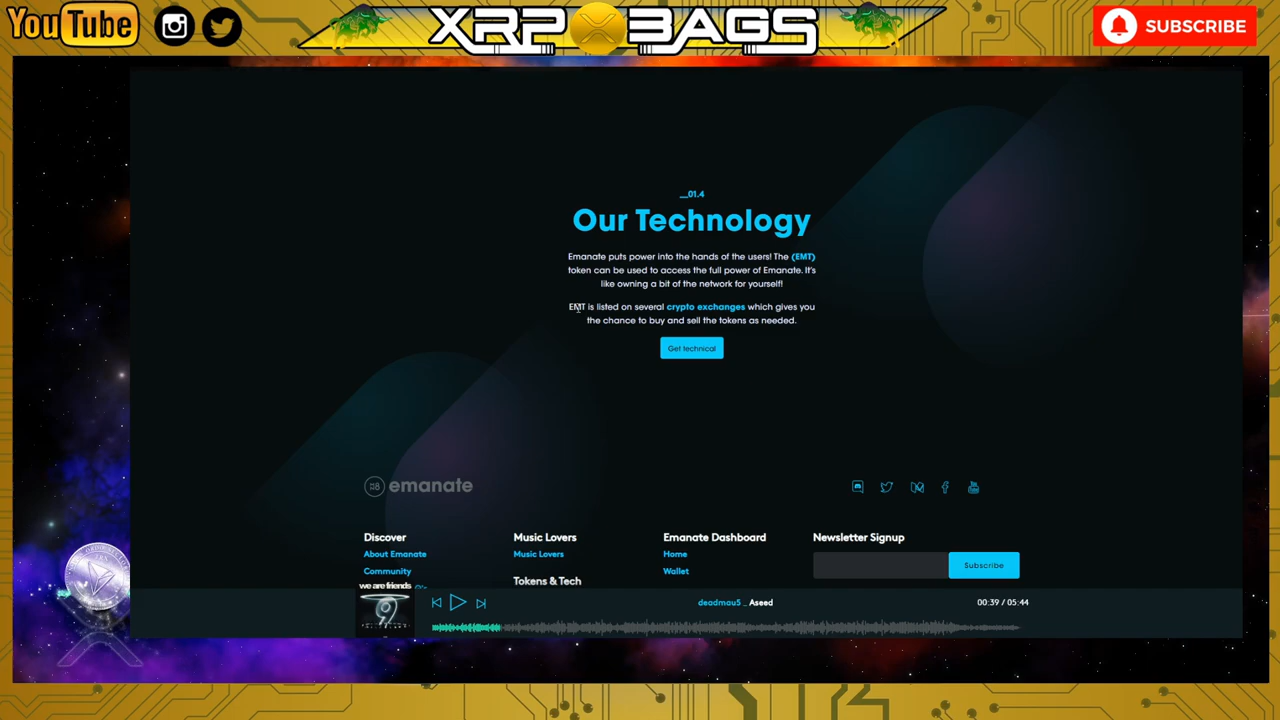 YouTube
XRP BAGS
SUBSCRIBE
__01.4
Our Technology
Emanate puts power into the hands of the users! The (EMT)
token can be used to access the full power of Emanate. It's
like owning a bit of the network for yourself!
EMT is listed on several crypto exchanges which gives you
the chance to buy and sell the tokens as needed.
Get technical
emanate
Discover
Music Lovers
Emanate Dashboard
Newsletter Signup
About Emanate
Music Lovers
Home
Subscribe
Community
Wallet
Tokens & Tech
we are friends
9
deadmau5 _ Aseed
00:39 / 05:44